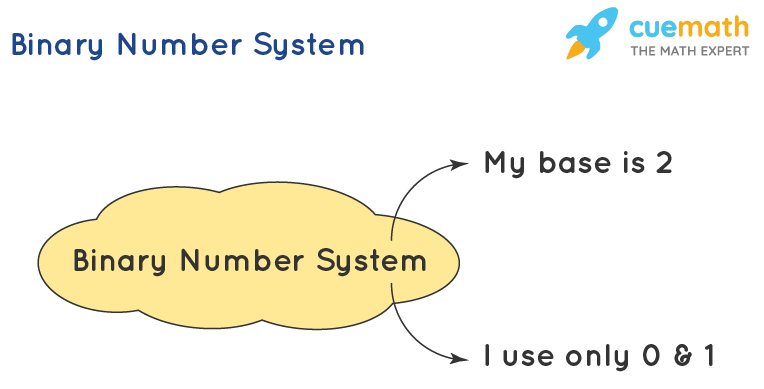 Binary Number System
cuemath
THE MATH EXPERT
My base is 2
Binary Number System
I use only 0 & 1